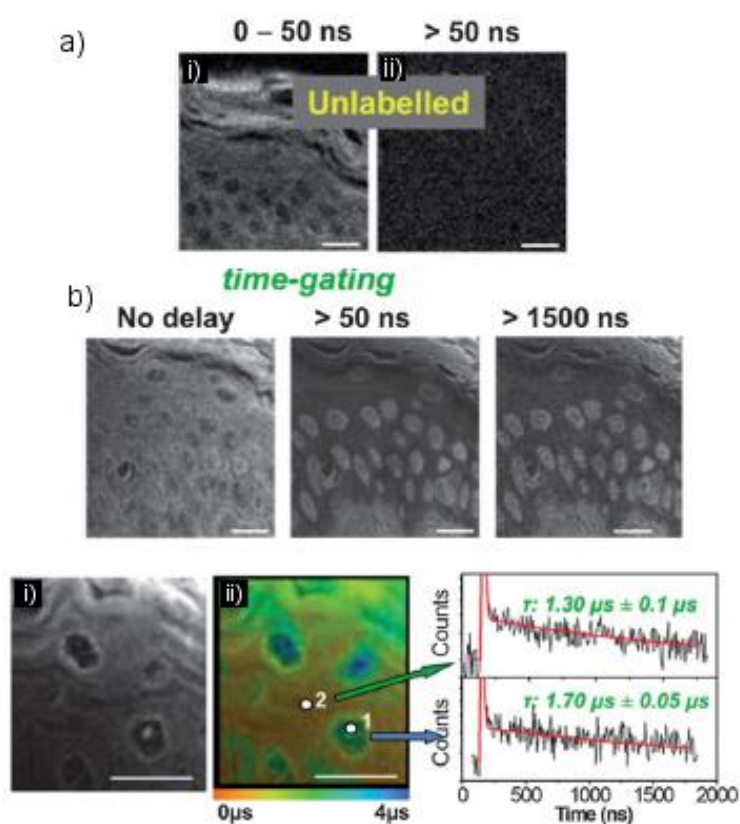 a)
0 – 50 ns
> 50 ns
i)
ii)
Unlabelled
time-gating
b)
No delay
> 50 ns
> 1500 ns
i)
ii)
2
1
0µs
4µs
Counts
τ: 1.30 µs ± 0.1 µs
Counts
τ: 1.70 µs ± 0.05 µs
0 500 1000 1500 2000
Time (ns)